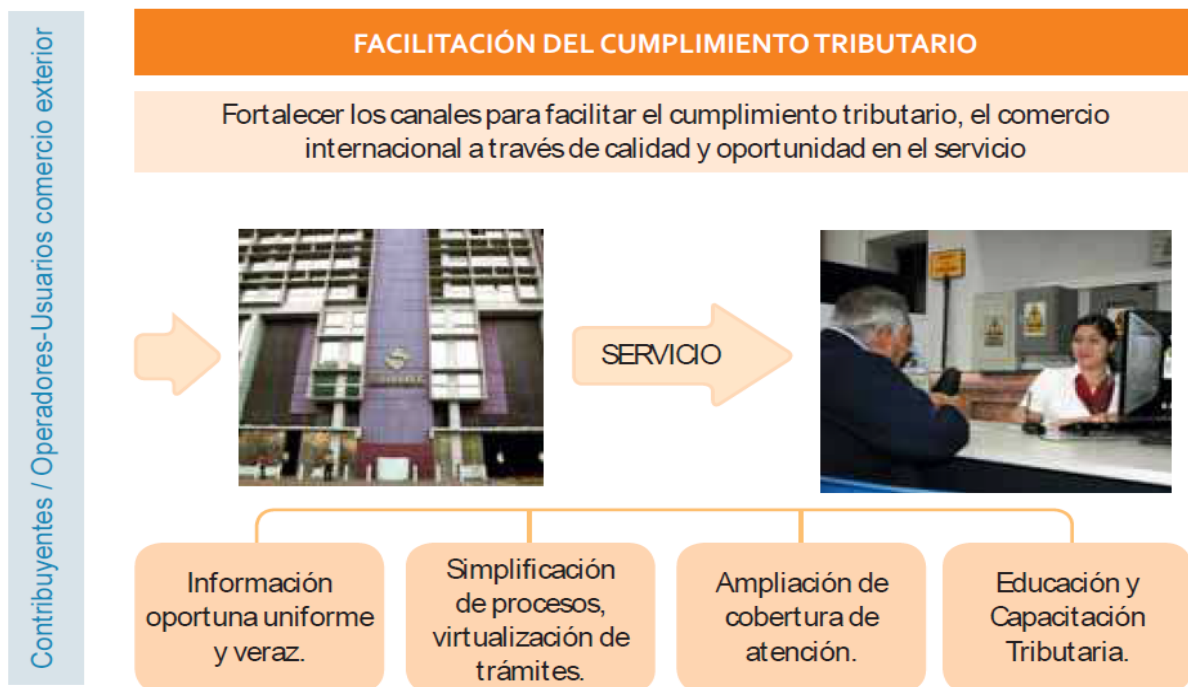 Contribuyentes / Operadores-Usuarios comercio exterior
FACILITACIÓN DEL CUMPLIMIENTO TRIBUTARIO
Fortalecer los canales para facilitar el cumplimiento tributario, el comercio
internacional a través de calidad y oportunidad en el servicio
SERVICIO
Información
oportuna uniforme
y veraz.
Simplificación
de procesos,
virtualización de
trámites.
Ampliación de
cobertura de
atención.
Educación y
Capacitación
Tributaria.